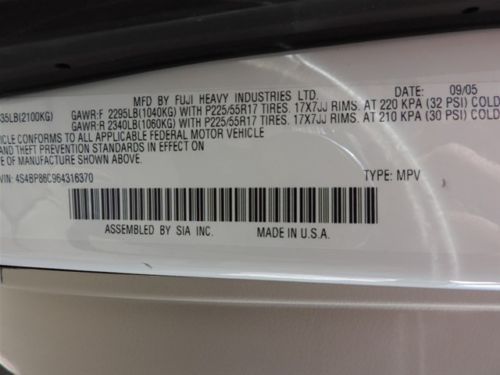 MFD BY FUJI HEAVY INDUSTRIES LTD. DATE: 09/05
35LB(2100KG) GAWR:F 2295LB(1040KG) WITH P225/55R17 TIRES. 17X7JJ RIMS. AT 220 KPA (32 PSI) COLD
GAWR:R 2340LB(1060KG) WITH P225/55R17 TIRES. 17X7JJ RIMS. AT 210 KPA (30 PSI) COLD
CONFORMS TO ALL APPLICABLE FEDERAL MOTOR VEHICLE
AND THEFT PREVENTION STANDARDS IN EFFECT ON
OF MANUFACTURE SHOWN ABOVE.
VIN: 4S4BP86C964316370 TYPE: MPV
ASSEMBLED BY SIA INC. MADE IN U.S.A.